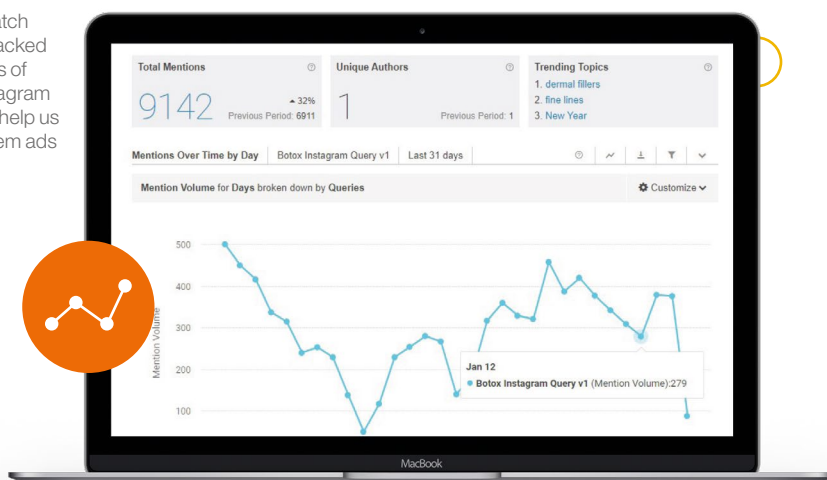 agram
help us
em ads
Total Mentions
9142
32%
Previous Period: 6911
Unique Authors
1
Previous Period: 1
Trending Topics
1. dermal fillers
2. fine lines
3. New Year
Mentions Over Time by Day Botox Instagram Query v1 Last 31 days
Mention Volume for Days broken down by Queries
Customize
500
400
300
200
100
Mention Volume
Jan 12
Botox Instagram Query v1 (Mention Volume):279
MacBook